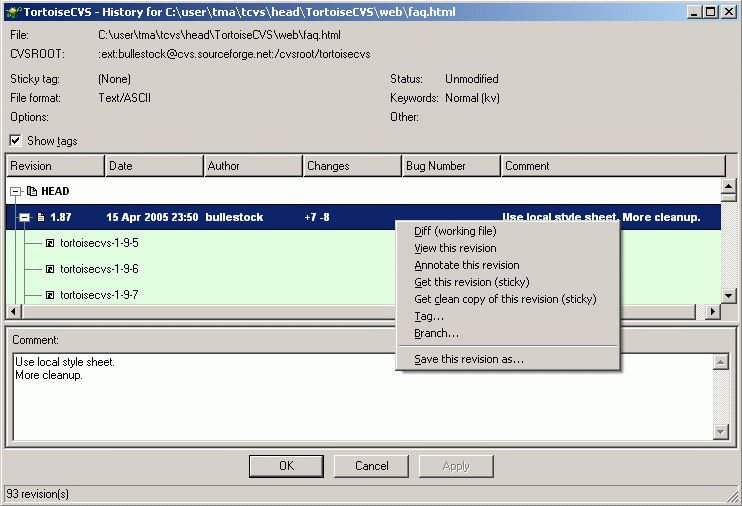 TortoiseCVS - History for C:\user\tma\tcvs\head\TortoiseCVS\web\faq.html
File: C:\user\tma\tcvs\head\TortoiseCVS\web\faq.html
CVSROOT: :ext:bullestock@cvs.sourceforge.net:/cvsroot/tortoisecvs
Sticky tag: (None) Status: Unmodified
File format: Text/ASCII Keywords: Normal (kv)
Options: Other:
Show tags
Revision Date Author Changes Bug Number Comment
HEAD
1.87 15 Apr 2005 23:50 bullestock +7 -8 Use local style sheet. More cleanup.
tortoisecvs-1-9-5
tortoisecvs-1-9-6
tortoisecvs-1-9-7
Diff (working file)
View this revision
Annotate this revision
Get this revision (sticky)
Get clean copy of this revision (sticky)
Tag...
Branch...
Save this revision as...
Comment:
Use local style sheet.
More cleanup.
OK Cancel Apply
93 revision(s)